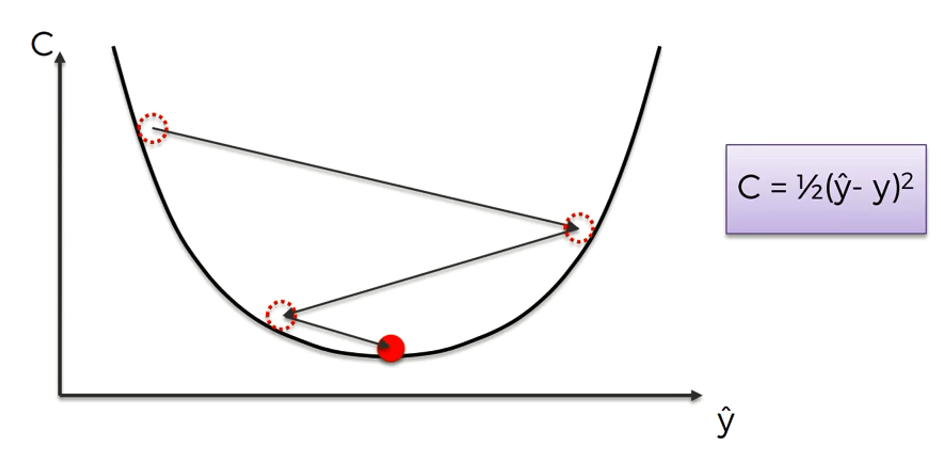 C
C = ½(ŷ- y)²
ŷ